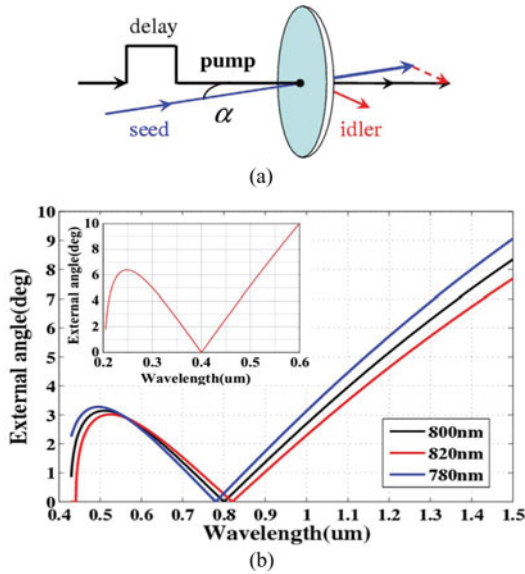 delay
pump
α
seed
idler
(a)
External angle(deg)
10
9
8
7
6
5
4
3
2
1
0
External angle(deg)
10
8
6
4
2
0
0.2 0.3 0.4 0.5 0.6
Wavelength(um)
800nm
820nm
780nm
0.4 0.5 0.6 0.7 0.8 0.9 1 1.1 1.2 1.3 1.4 1.5
Wavelength(um)
(b)